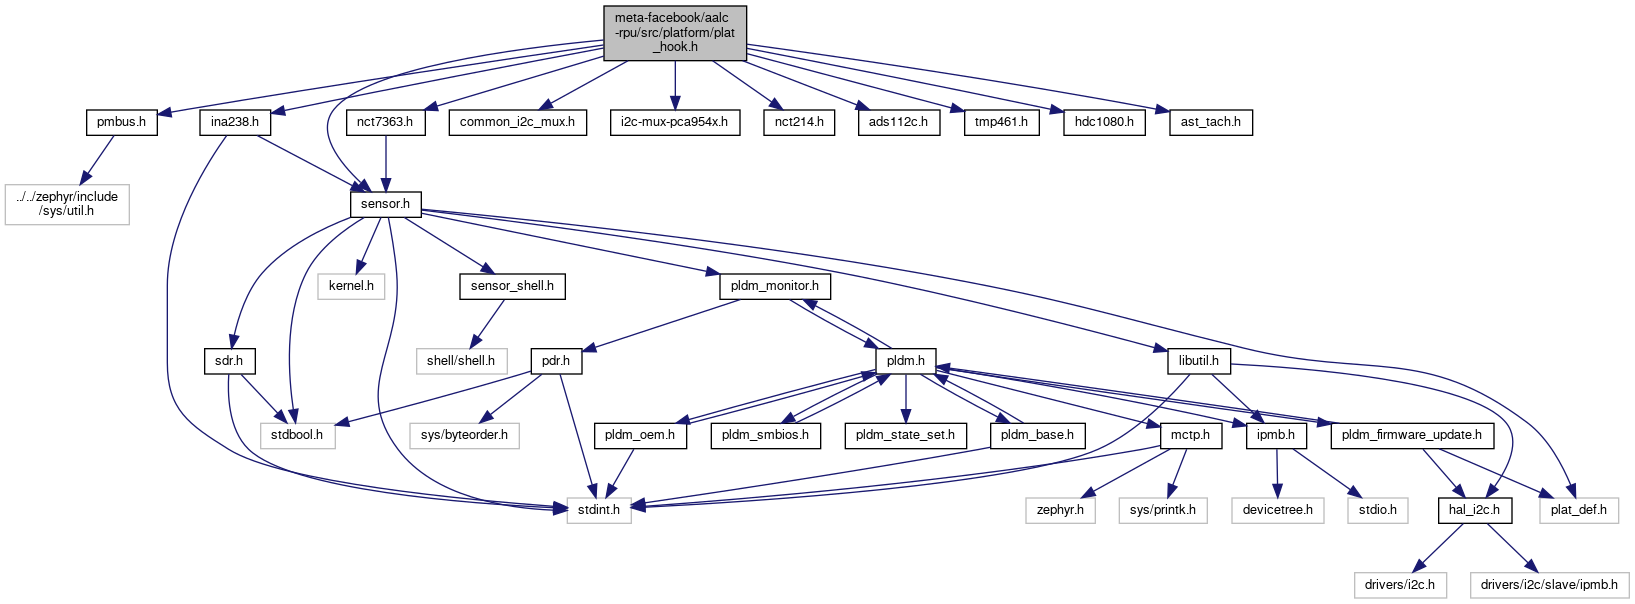 meta-facebook/aalc
-rpu/src/platform/plat
_hook.h
pmbus.h
ina238.h
nct7363.h
common_i2c_mux.h
i2c-mux-pca954x.h
nct214.h
ads112c.h
tmp461.h
hdc1080.h
ast_tach.h
../../zephyr/include
/sys/util.h
sensor.h
kernel.h
sensor_shell.h
pldm_monitor.h
sdr.h
shell/shell.h
pdr.h
pldm.h
libutil.h
stdbool.h
sys/byteorder.h
pldm_oem.h
pldm_smbios.h
pldm_state_set.h
pldm_base.h
mctp.h
ipmb.h
pldm_firmware_update.h
stdint.h
zephyr.h
sys/printk.h
devicetree.h
stdio.h
hal_i2c.h
plat_def.h
drivers/i2c.h
drivers/i2c/slave/ipmb.h